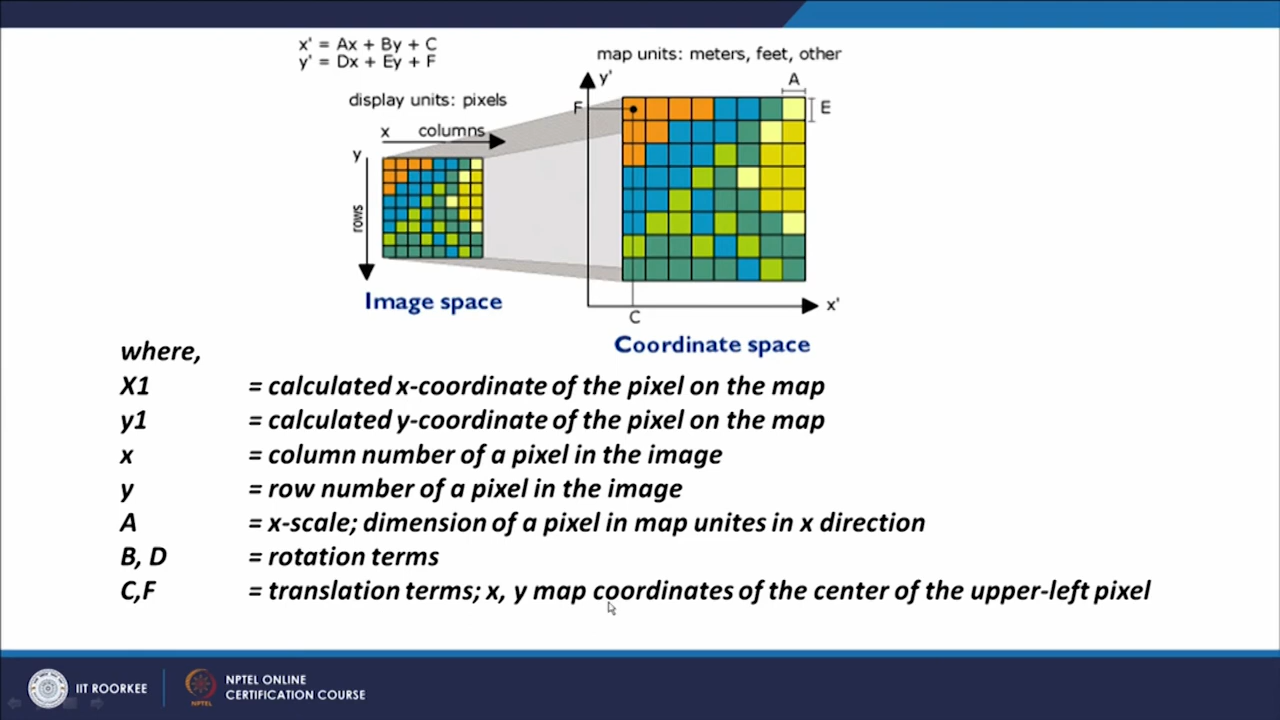 x' = Ax + By + C
y' = Dx + Ey + F
map units: meters, feet, other
y'
A
display units: pixels
F
E
x columns
y
rows
Image space
x'
C
Coordinate space
where,
X1 = calculated x-coordinate of the pixel on the map
y1 = calculated y-coordinate of the pixel on the map
x = column number of a pixel in the image
y = row number of a pixel in the image
A = x-scale; dimension of a pixel in map unites in x direction
B, D = rotation terms
C,F = translation terms; x, y map coordinates of the center of the upper-left pixel
IIT ROORKEE
NPTEL
NPTEL ONLINE
CERTIFICATION COURSE